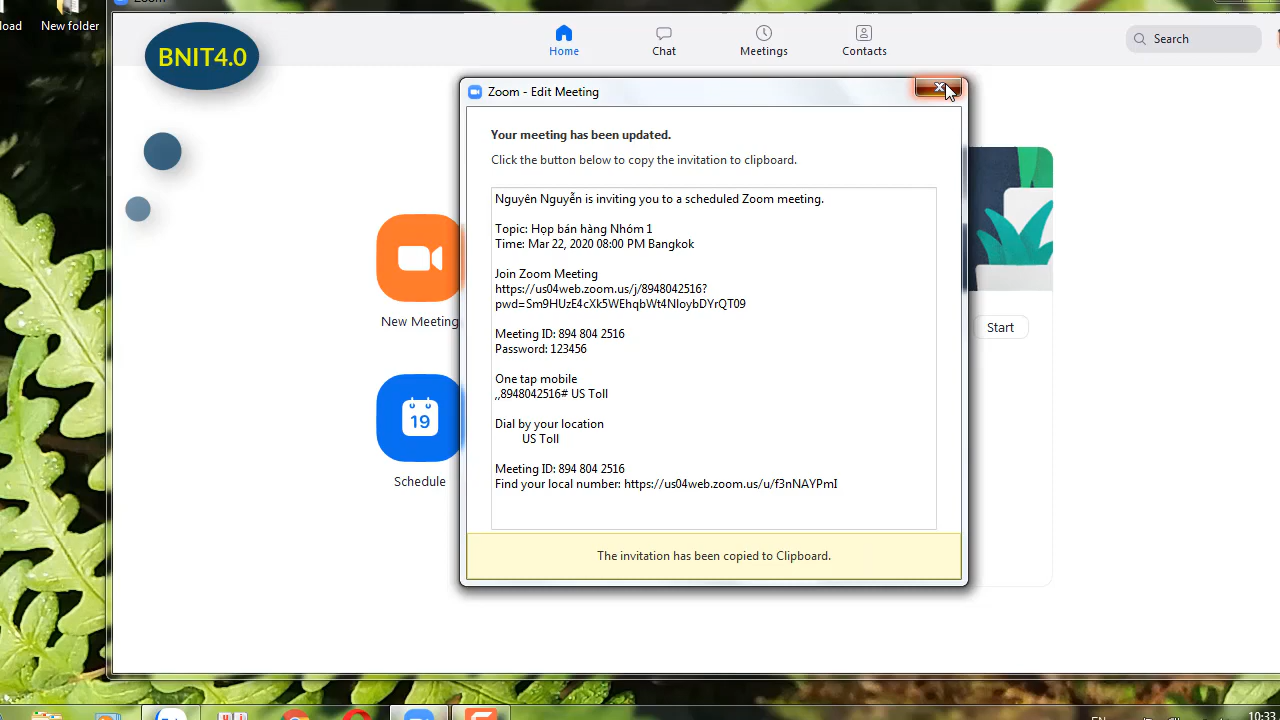 Zoom
load
New folder
BNIT4.0
Home
Chat
Meetings
Contacts
Search
Zoom - Edit Meeting
Your meeting has been updated.
Click the button below to copy the invitation to clipboard.
Nguyên Nguyễn is inviting you to a scheduled Zoom meeting.
Topic: Họp bán hàng Nhóm 1
Time: Mar 22, 2020 08:00 PM Bangkok
Join Zoom Meeting
https://us04web.zoom.us/j/8948042516?
pwd=Sm9HUzE4cXk5WEhqbWt4NloybDYrQT09
Meeting ID: 894 804 2516
Password: 123456
One tap mobile
,,8948042516# US Toll
Dial by your location
US Toll
Meeting ID: 894 804 2516
Find your local number: https://us04web.zoom.us/u/f3nNAYPmI
The invitation has been copied to Clipboard.
New Meeting
Start
19
Schedule
EN
10:33